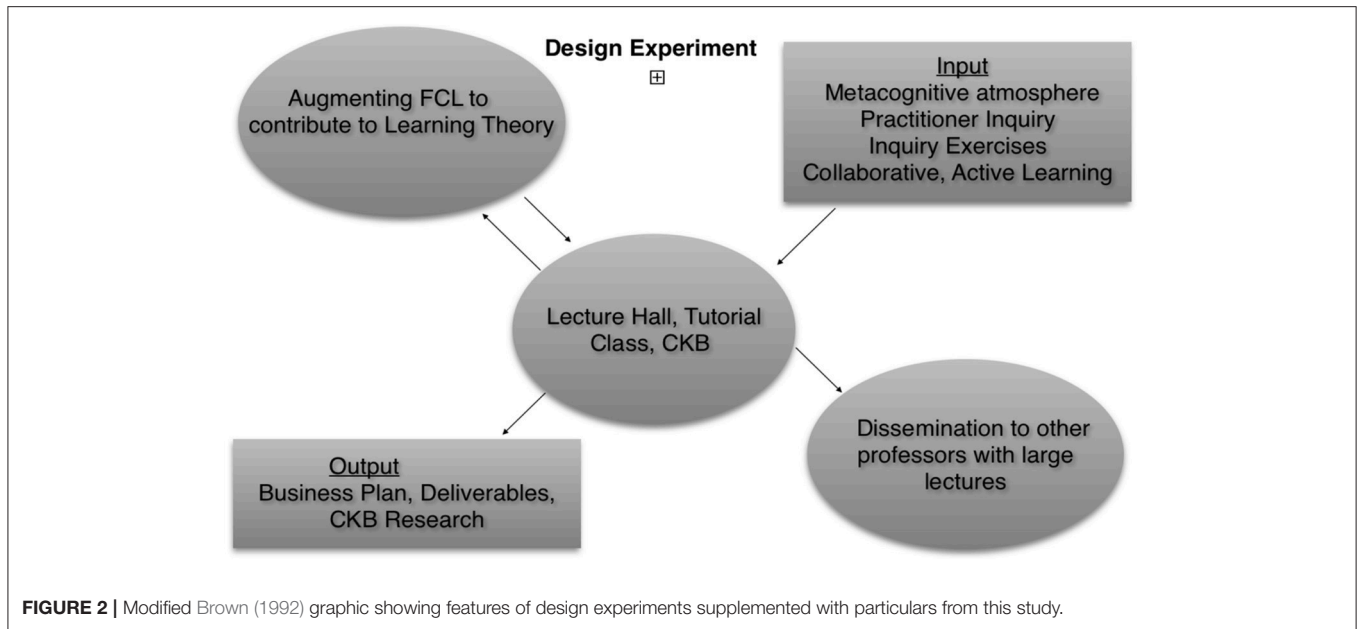 Design Experiment
Augmenting FCL to
contribute to Learning Theory
Input
Metacognitive atmosphere
Practitioner Inquiry
Inquiry Exercises
Collaborative, Active Learning
Lecture Hall, Tutorial
Class, CKB
Output
Business Plan, Deliverables,
CKB Research
Dissemination to other
professors with large
lectures
FIGURE 2 | Modified Brown (1992) graphic showing features of design experiments supplemented with particulars from this study.